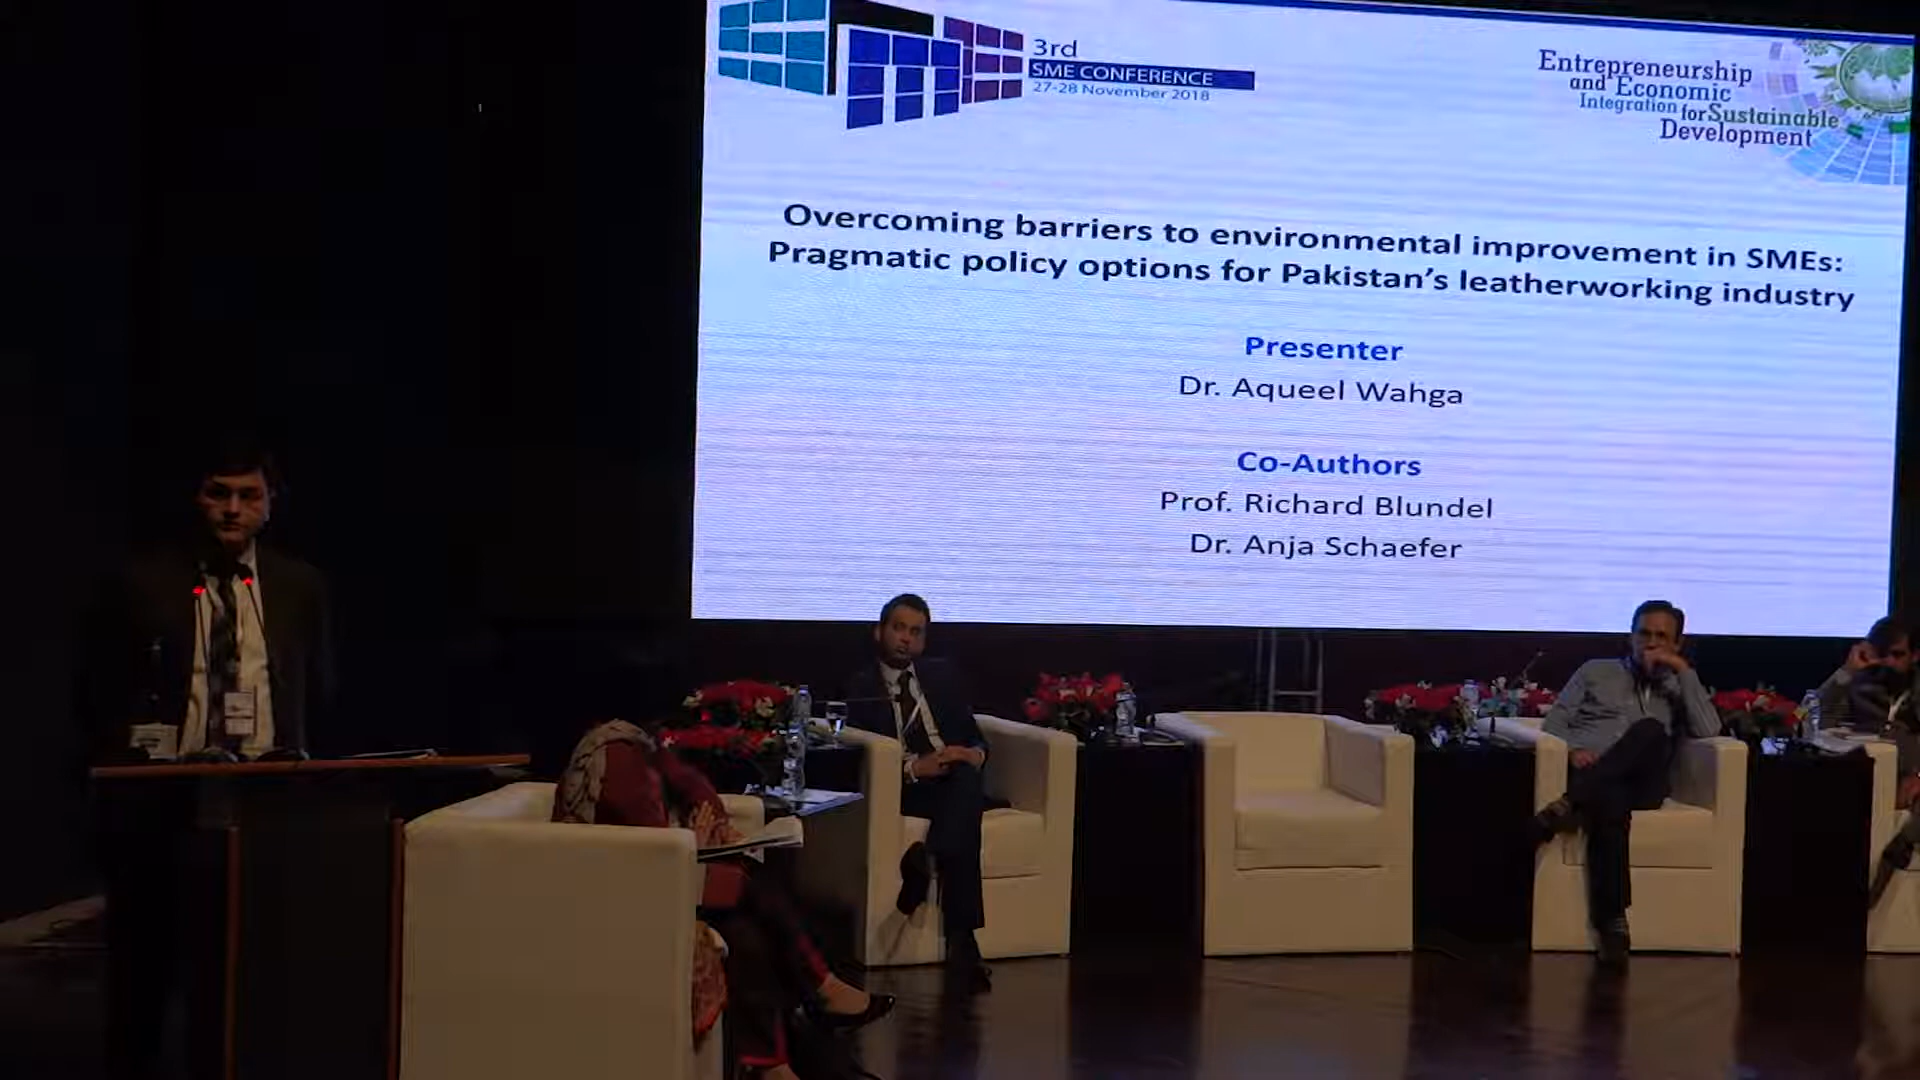 3rd
SME CONFERENCE
27-28 November 2018
Entrepreneurship
and Economic
Integration for Sustainable
Development
Overcoming barriers to environmental improvement in SMEs:
Pragmatic policy options for Pakistan’s leatherworking industry
Presenter
Dr. Aqueel Wahga
Co-Authors
Prof. Richard Blundel
Dr. Anja Schaefer